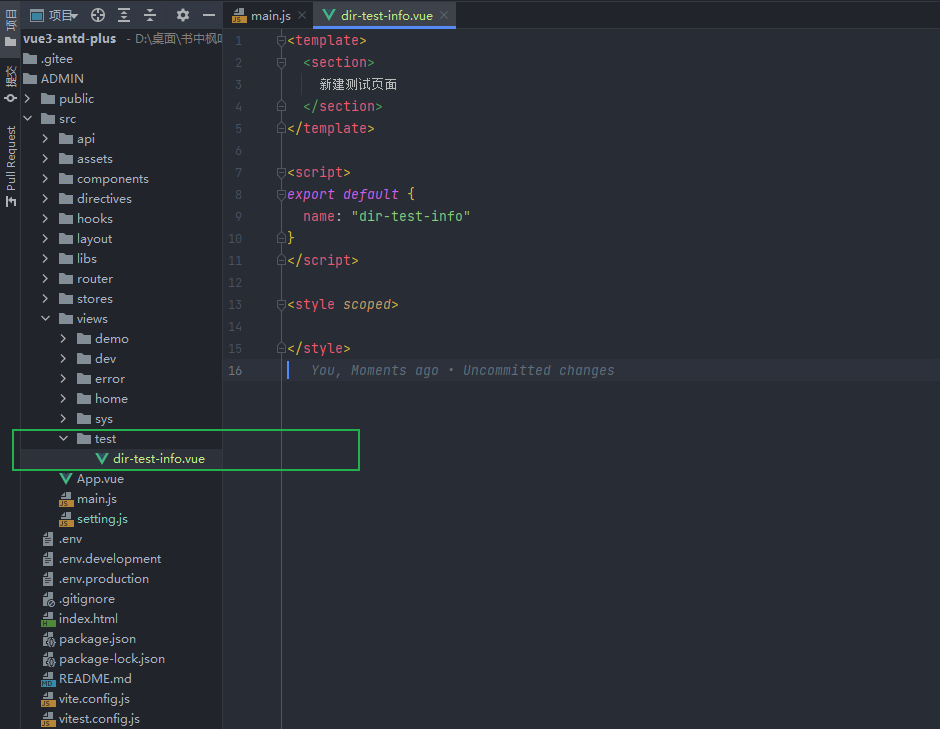 项目
提交
Pull Request
项目
main.js
dir-test-info.vue
vue3-antd-plus - D:\桌面\书中枫叶
.gitee
ADMIN
public
src
api
assets
components
directives
hooks
layout
libs
router
stores
views
demo
dev
error
home
sys
test
dir-test-info.vue
App.vue
main.js
setting.js
.env
.env.development
.env.production
.gitignore
index.html
package.json
package-lock.json
README.md
vite.config.js
vitest.config.js
1 <template>
2 <section>
3 新建测试页面
4 </section>
5 </template>
6
7 <script>
8 export default {
9 name: "dir-test-info"
10 }
11 </script>
12
13 <style scoped>
14
15 </style>
16 You, Moments ago • Uncommitted changes